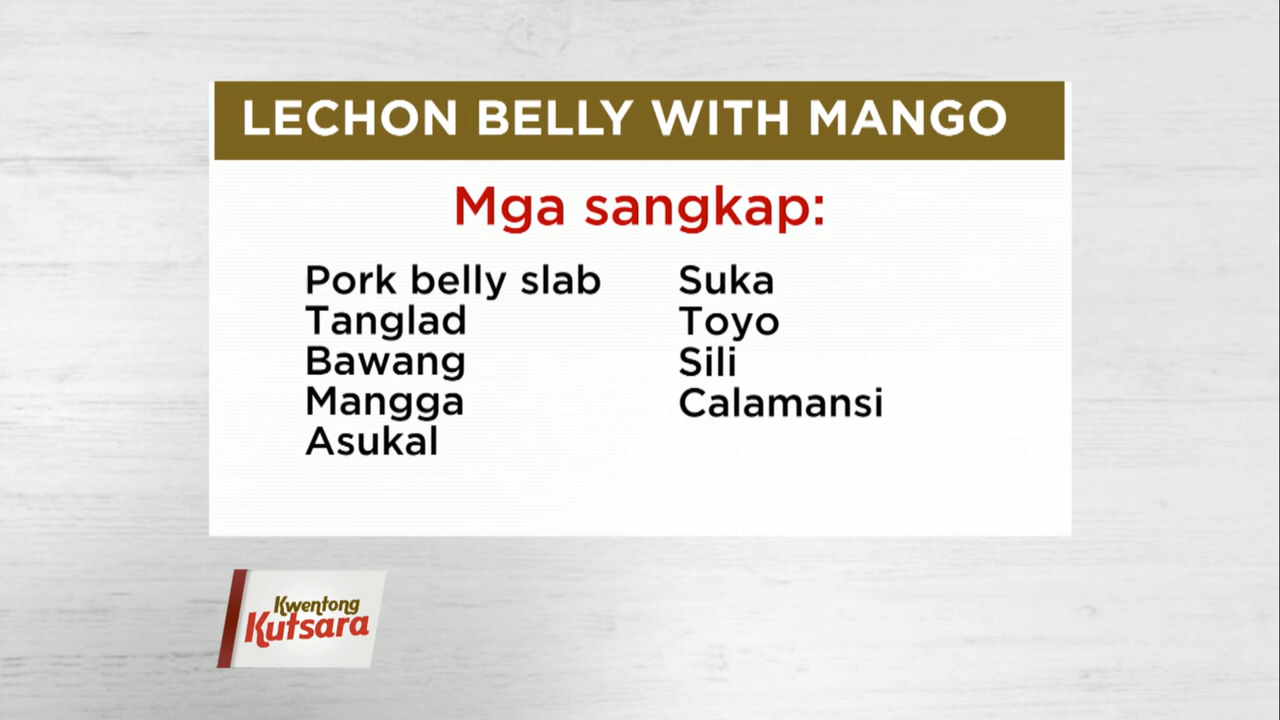 LECHON BELLY WITH MANGO
Mga sangkap:
Pork belly slab
Tanglad
Bawang
Mangga
Asukal
Suka
Toyo
Sili
Calamansi
Kwentong
Kutsara